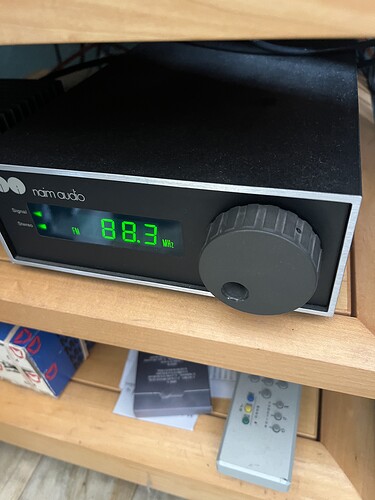 naim audio
Signal
Stereo
FM 88.3 MHz